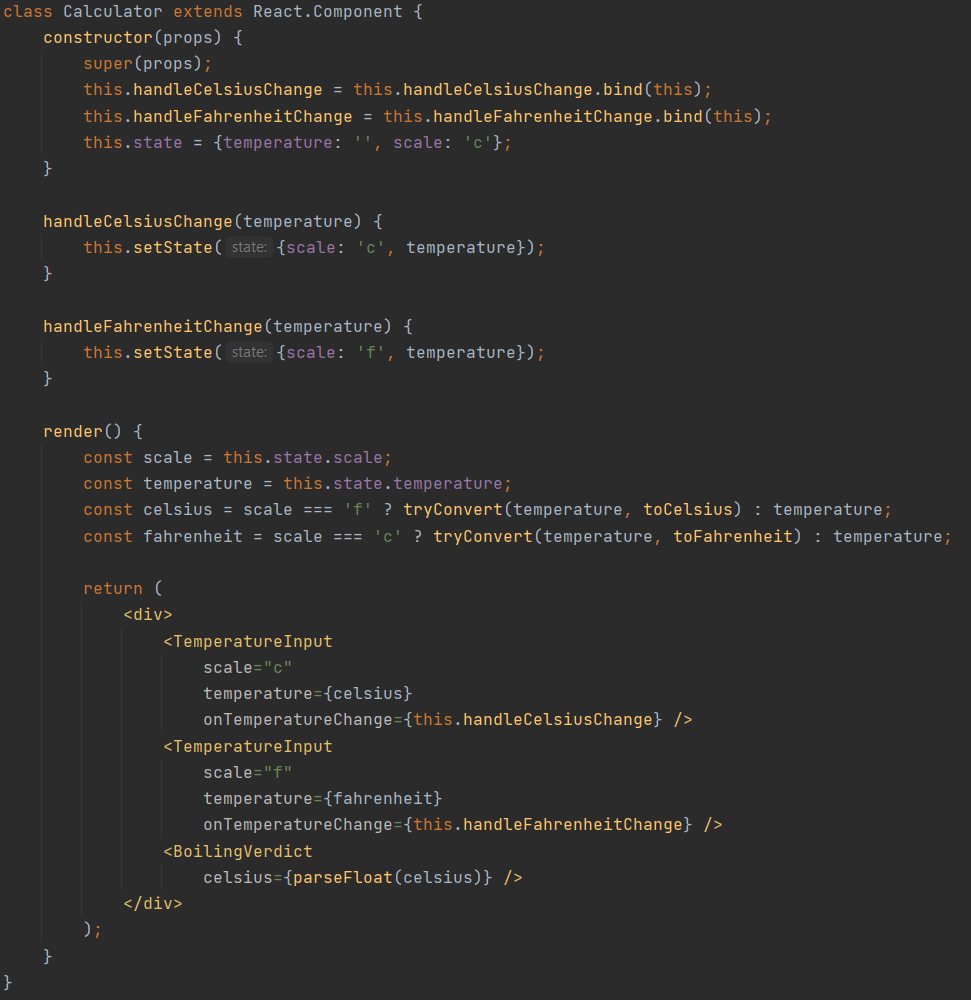 class Calculator extends React.Component {
    constructor(props) {
        super(props);
        this.handleCelsiusChange = this.handleCelsiusChange.bind(this);
        this.handleFahrenheitChange = this.handleFahrenheitChange.bind(this);
        this.state = {temperature: '', scale: 'c'};
    }

    handleCelsiusChange(temperature) {
        this.setState( state: {scale: 'c', temperature});
    }

    handleFahrenheitChange(temperature) {
        this.setState( state: {scale: 'f', temperature});
    }

    render() {
        const scale = this.state.scale;
        const temperature = this.state.temperature;
        const celsius = scale === 'f' ? tryConvert(temperature, toCelsius) : temperature;
        const fahrenheit = scale === 'c' ? tryConvert(temperature, toFahrenheit) : temperature;

        return (
            <div>
                <TemperatureInput
                    scale="c"
                    temperature={celsius}
                    onTemperatureChange={this.handleCelsiusChange} />
                <TemperatureInput
                    scale="f"
                    temperature={fahrenheit}
                    onTemperatureChange={this.handleFahrenheitChange} />
                <BoilingVerdict
                    celsius={parseFloat(celsius)} />
            </div>
        );
    }
}